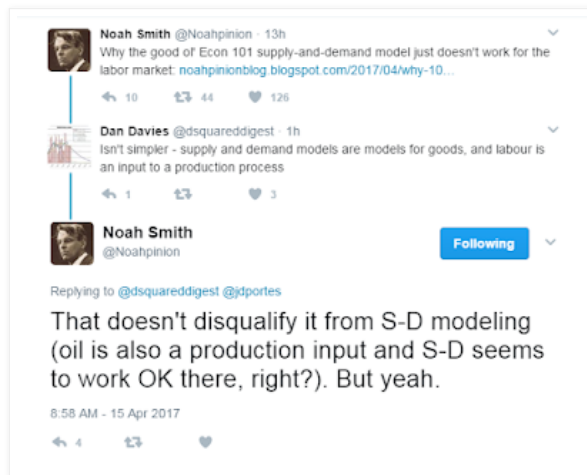 Noah Smith @Noahpinion · 13h
Why the good ol' Econ 101 supply-and-demand model just doesn't work for the
labor market: noahpinionblog.blogspot.com/2017/04/why-10...
10 44 126
Dan Davies @dsquareddigest · 1h
Isn't simpler - supply and demand models are models for goods, and labour is
an input to a production process
1 3
Noah Smith
@Noahpinion
Following
Replying to @dsquareddigest @jdportes
That doesn't disqualify it from S-D modeling
(oil is also a production input and S-D seems
to work OK there, right?). But yeah.
8:58 AM - 15 Apr 2017
4